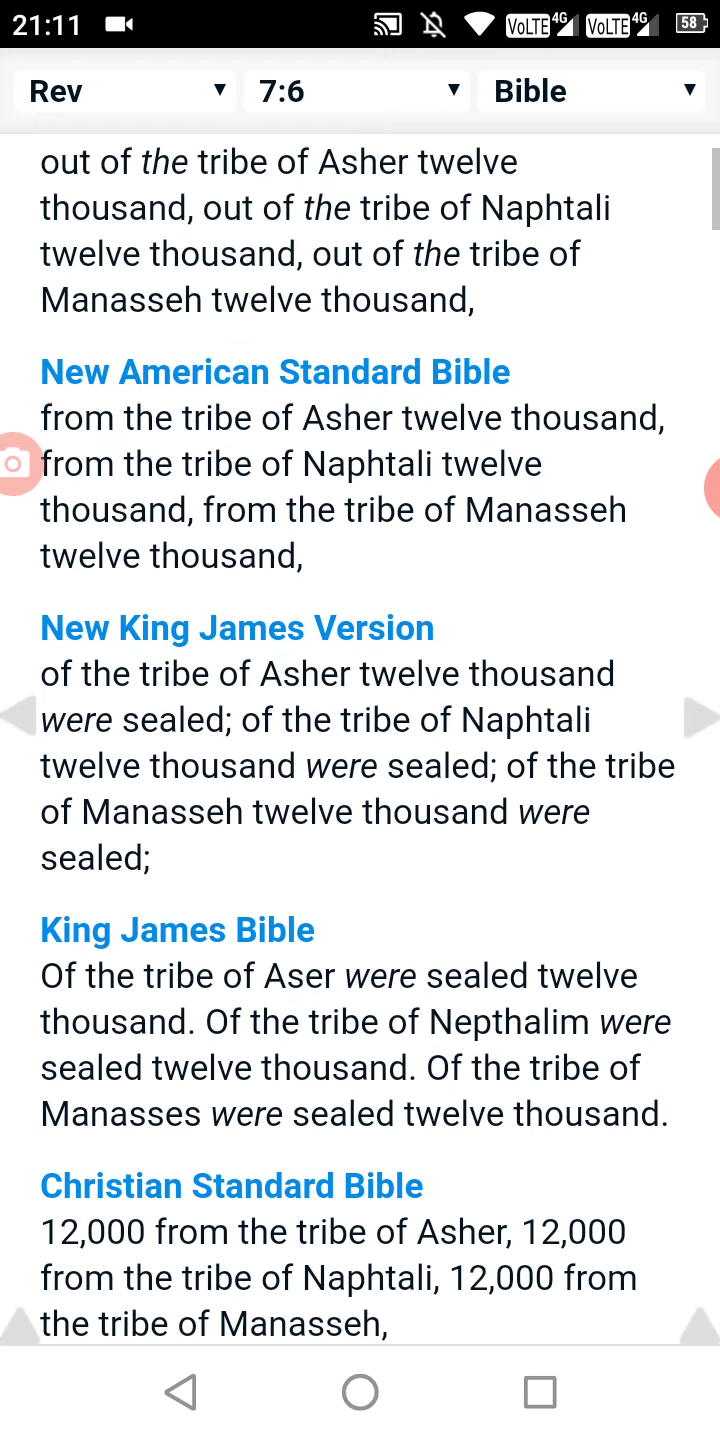 21:11 VoLTE 4G VoLTE 4G 58
Rev 7:6 Bible
out of the tribe of Asher twelve
thousand, out of the tribe of Naphtali
twelve thousand, out of the tribe of
Manasseh twelve thousand,
New American Standard Bible
from the tribe of Asher twelve thousand,
from the tribe of Naphtali twelve
thousand, from the tribe of Manasseh
twelve thousand,
New King James Version
of the tribe of Asher twelve thousand
were sealed; of the tribe of Naphtali
twelve thousand were sealed; of the tribe
of Manasseh twelve thousand were
sealed;
King James Bible
Of the tribe of Aser were sealed twelve
thousand. Of the tribe of Nepthalim were
sealed twelve thousand. Of the tribe of
Manasses were sealed twelve thousand.
Christian Standard Bible
12,000 from the tribe of Asher, 12,000
from the tribe of Naphtali, 12,000 from
the tribe of Manasseh,